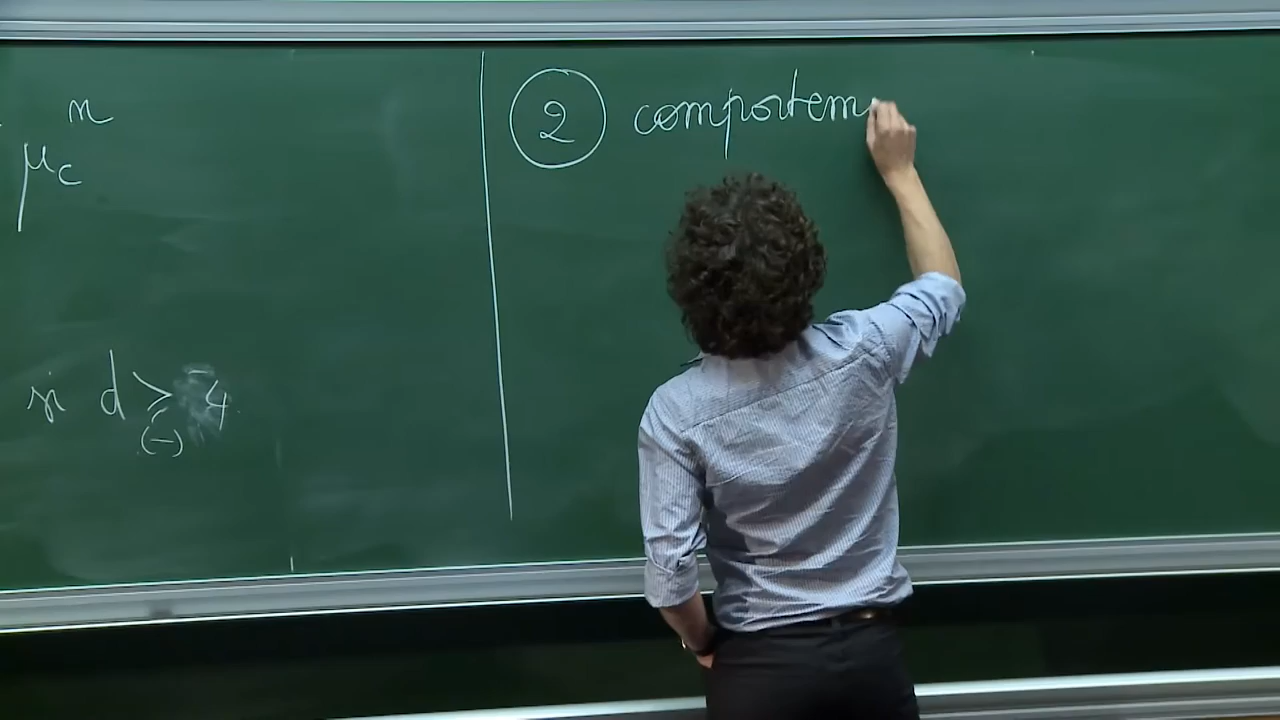 n
μc
si d ≥ 4
(-)
② comportem